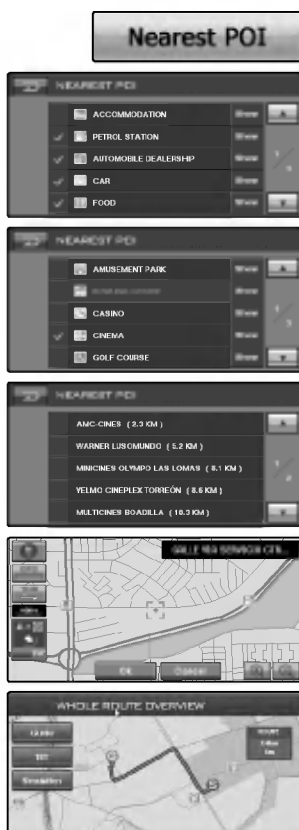 Nearest POI
NEAREST POI
ACCOMMODATION
PETROL STATION
AUTOMOBILE DEALERSHIP
CAR
FOOD
NEAREST POI
AMUSEMENT PARK
CASINO
CINEMA
GOLF COURSE
NEAREST POI
AMC-CINES ( 2.3 KM )
WARNER LUSOMUNDO ( 5.2 KM )
MINICINES OLYMPO LAS LOMAS ( 8.1 KM )
YELMO CINEPLEX TORREÓN ( 8.6 KM )
MULTICINES BOADILLA ( 10.3 KM )
OK
Cancel
WHOLE ROUTE OVERVIEW
Guide
Simulation